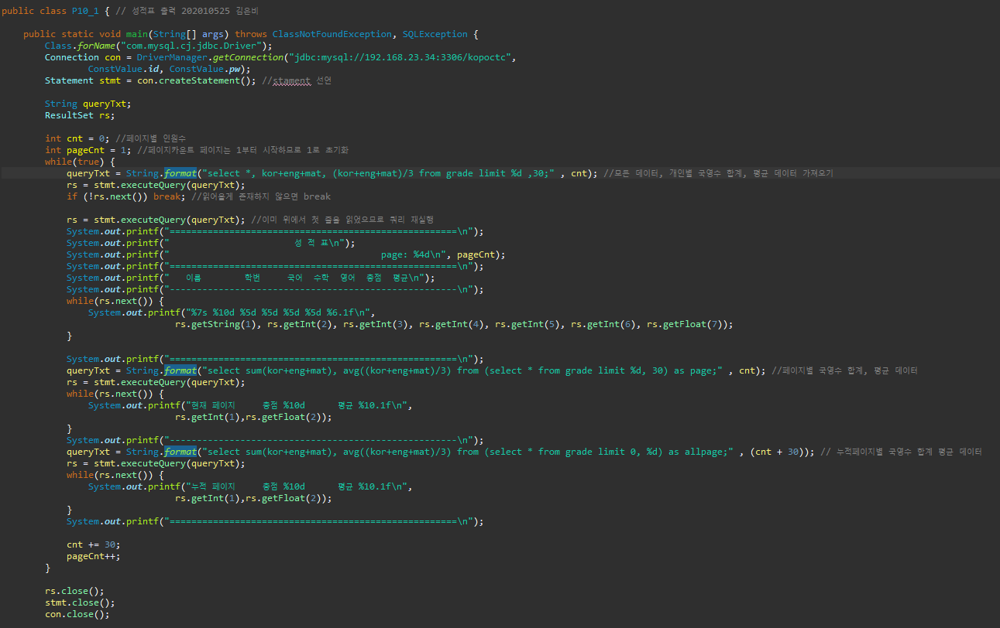 public class P10_1 { // 성적표 출력 202010525 김은비
public static void main(String[] args) throws ClassNotFoundException, SQLException {
Class.forName("com.mysql.cj.jdbc.Driver");
Connection con = DriverManager.getConnection("jdbc:mysql://192.168.23.34:3306/kopoctc",
ConstValue.id, ConstValue.pw);
Statement stmt = con.createStatement(); //stament 선언
String queryTxt;
ResultSet rs;
int cnt = 0; //페이지별 인원수
int pageCnt = 1; //페이지카운트 페이지는 1부터 시작하므로 1로 초기화
while(true) {
queryTxt = String.format("select *, kor+eng+mat, (kor+eng+mat)/3 from grade limit %d ,30;" , cnt); //모든 데이터, 개인별 국영수 합계, 평균 데이터 가져오기
rs = stmt.executeQuery(queryTxt);
if (!rs.next()) break; //읽어올게 존재하지 않으면 break
rs = stmt.executeQuery(queryTxt); //이미 위에서 첫 줄을 읽었으므로 쿼리 재실행
System.out.printf("=====================================================\n");
System.out.printf("                       성 적 표\n");
System.out.printf("                                       page: %4d\n", pageCnt);
System.out.printf("=====================================================\n");
System.out.printf("   이름        학번     국어  수학  영어  총점  평균\n");
System.out.printf("-----------------------------------------------------\n");
while(rs.next()) {
System.out.printf("%7s %10d %5d %5d %5d %5d %6.1f\n",
rs.getString(1), rs.getInt(2), rs.getInt(3), rs.getInt(4), rs.getInt(5), rs.getInt(6), rs.getFloat(7));
}
System.out.printf("=====================================================\n");
queryTxt = String.format("select sum(kor+eng+mat), avg((kor+eng+mat)/3) from (select * from grade limit %d, 30) as page;" , cnt); //페이지별 국영수 합계, 평균 데이터
rs = stmt.executeQuery(queryTxt);
while(rs.next()) {
System.out.printf("현재 페이지     총점 %10d      평균 %10.1f\n",
rs.getInt(1),rs.getFloat(2));
}
System.out.printf("-----------------------------------------------------\n");
queryTxt = String.format("select sum(kor+eng+mat), avg((kor+eng+mat)/3) from (select * from grade limit 0, %d) as allpage;" , (cnt + 30)); // 누적페이지별 국영수 합계 평균 데이터
rs = stmt.executeQuery(queryTxt);
while(rs.next()) {
System.out.printf("누적 페이지     총점 %10d      평균 %10.1f\n",
rs.getInt(1),rs.getFloat(2));
}
System.out.printf("=====================================================\n");
cnt += 30;
pageCnt++;
}
rs.close();
stmt.close();
con.close();